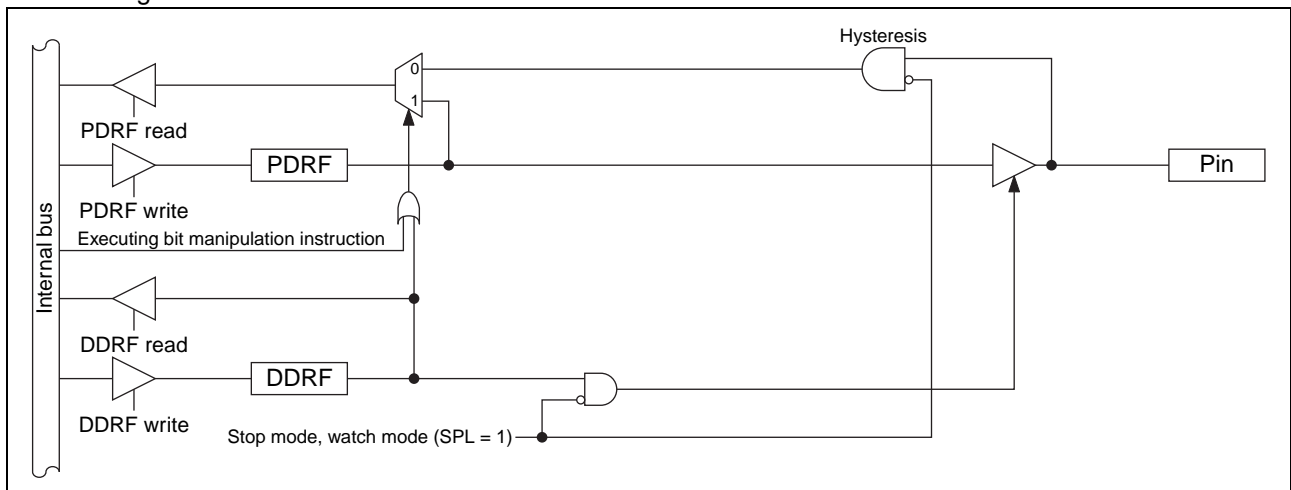 Hysteresis
0
1
PDRF read
PDRF
Pin
PDRF write
Executing bit manipulation instruction
Internal bus
DDRF read
DDRF
DDRF write
Stop mode, watch mode (SPL = 1)